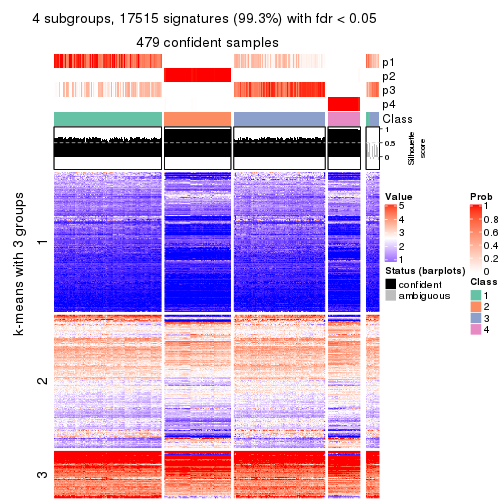 4 subgroups, 17515 signatures (99.3%) with fdr < 0.05
479 confident samples
p1
p2
p3
p4
Class
1
0.5
0
Silhouette
score
k-means with 3 groups
1
2
3
Value
5
4
3
2
1
Status (barplots)
confident
ambiguous
Prob
1
0.8
0.6
0.4
0.2
0
Class
1
2
3
4